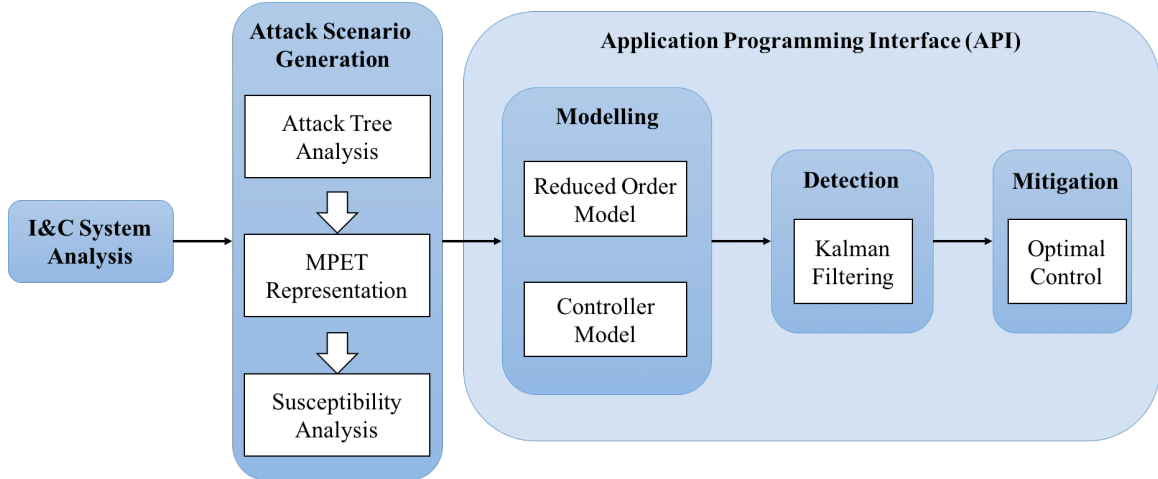 I&C System
Analysis
Attack Scenario
Generation
Attack Tree
Analysis
MPET
Representation
Susceptibility
Analysis
Application Programming Interface (API)
Modelling
Reduced Order
Model
Controller
Model
Detection
Kalman
Filtering
Mitigation
Optimal
Control